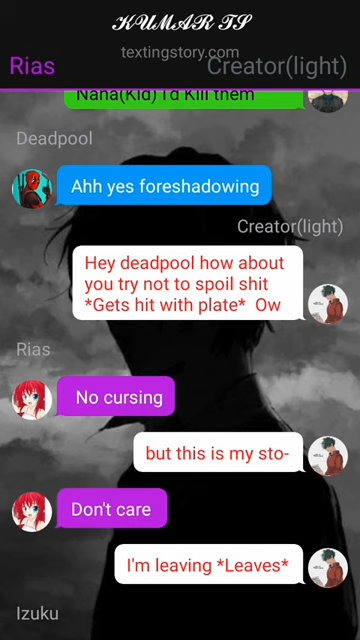 KUMAR TS
textingstory.com
Rias
Creator(light)
Nana(Kid) I'd Kill them
Deadpool
Ahh yes foreshadowing
Creator(light)
Hey deadpool how about
you try not to spoil shit
*Gets hit with plate* Ow
Rias
No cursing
but this is my sto-
Don't care
I'm leaving *Leaves*
Izuku